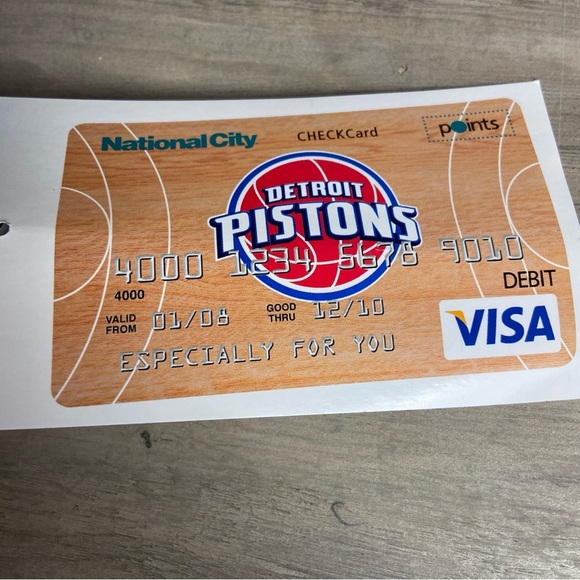 National City CHECKCard points
DETROIT
PISTONS
4000 1234 5678 9010
4000
DEBIT
VALID FROM 01/08 GOOD THRU 12/10
VISA
ESPECIALLY FOR YOU